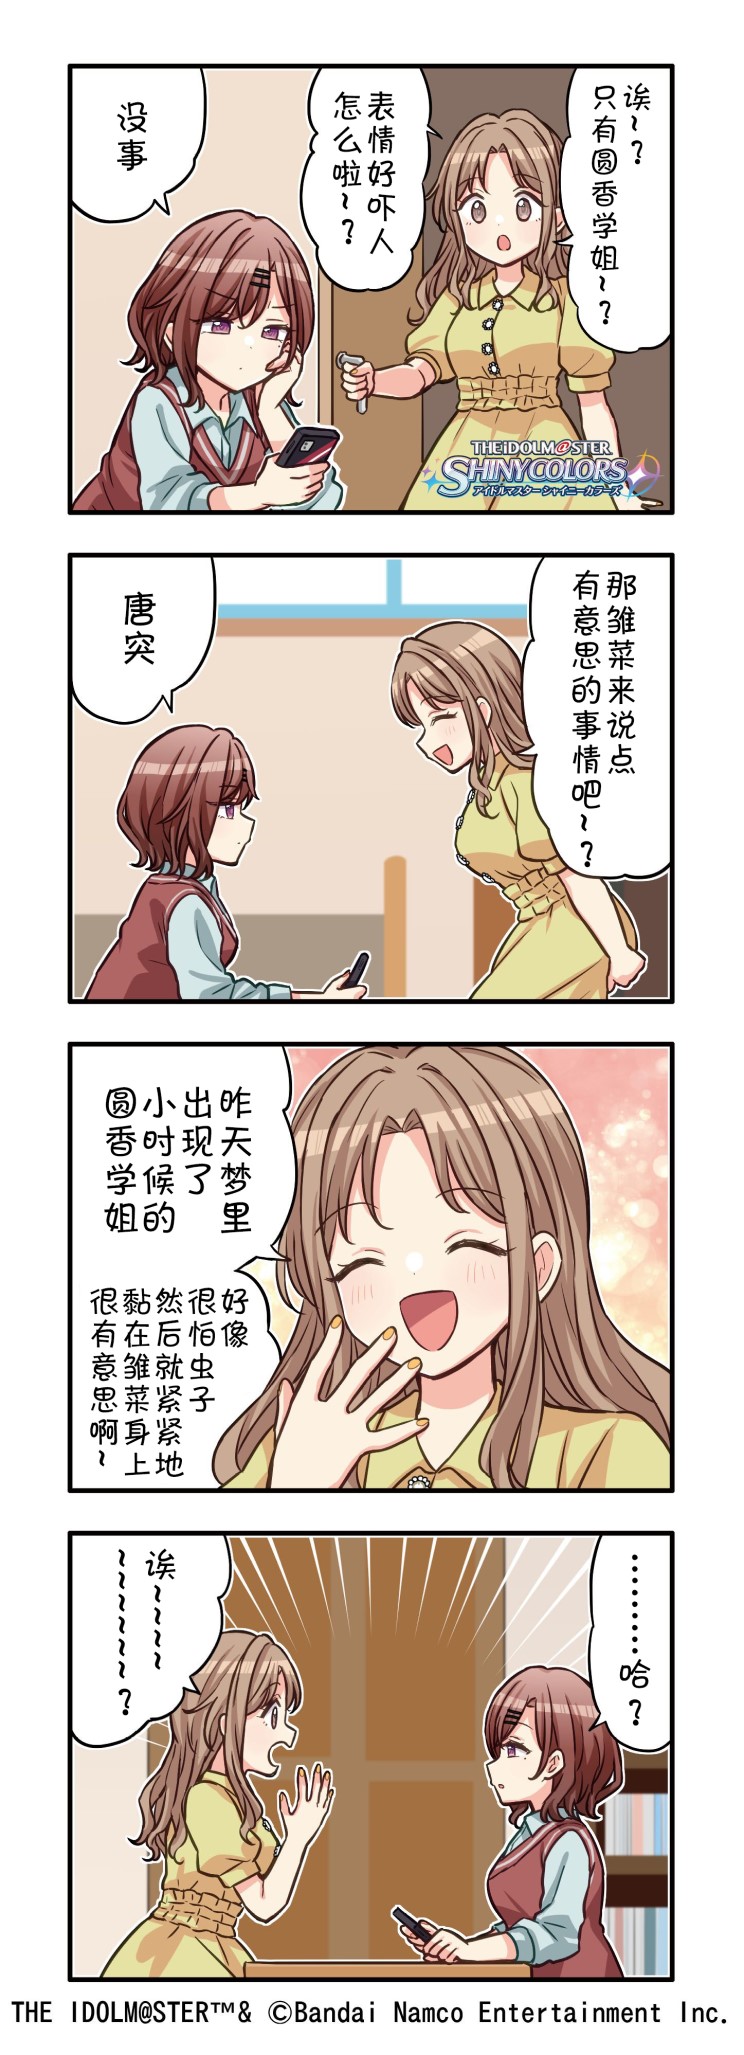 诶~？
只有圆香学姐~？
表情好吓人
怎么啦~？
没事
THE iDOLM@STER
SHINYCOLORS
アイドルマスター シャイニーカラーズ
那雏菜来说点
有意思的事情吧~？
唐突
昨天梦里
出现了
小时候的
圆香学姐
好像
很怕虫子
然后就紧紧地
黏在雏菜身上
很有意思啊~
………哈？
诶~~~~
~~~~~~~？
THE IDOLM@STER™& ©Bandai Namco Entertainment Inc.